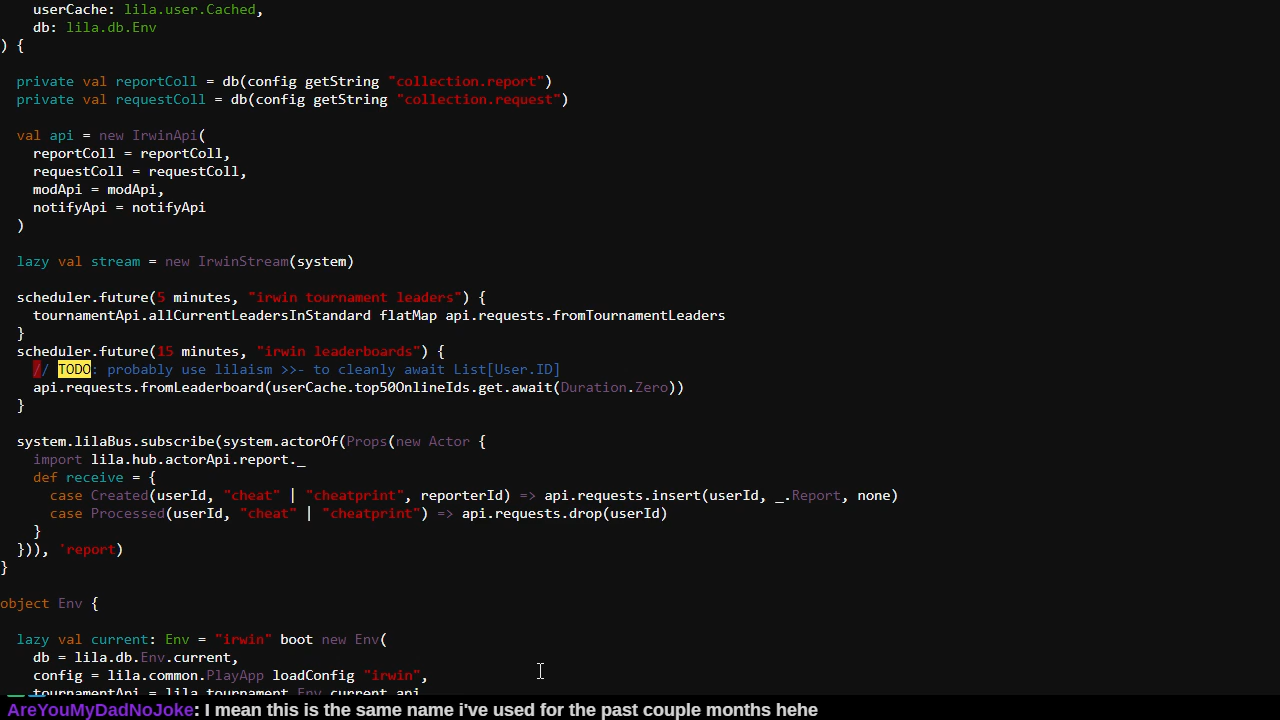 userCache: lila.user.Cached,
db: lila.db.Env
) {
private val reportColl = db(config getString "collection.report")
private val requestColl = db(config getString "collection.request")
val api = new IrwinApi(
reportColl = reportColl,
requestColl = requestColl,
modApi = modApi,
notifyApi = notifyApi
)
lazy val stream = new IrwinStream(system)
scheduler.future(5 minutes, "irwin tournament leaders") {
tournamentApi.allCurrentLeadersInStandard flatMap api.requests.fromTournamentLeaders
}
scheduler.future(15 minutes, "irwin leaderboards") {
// TODO: probably use lilaism >>- to cleanly await List[User.ID]
api.requests.fromLeaderboard(userCache.top50OnlineIds.get.await(Duration.Zero))
}
system.lilaBus.subscribe(system.actorOf(Props(new Actor {
import lila.hub.actorApi.report._
def receive = {
case Created(userId, "cheat" | "cheatprint", reporterId) => api.requests.insert(userId, _.Report, none)
case Processed(userId, "cheat" | "cheatprint") => api.requests.drop(userId)
}
})), 'report)
}
object Env {
lazy val current: Env = "irwin" boot new Env(
db = lila.db.Env.current,
config = lila.common.PlayApp loadConfig "irwin",
tournamentApi = lila.tournament.Env.current.api
AreYouMyDadNoJoke: I mean this is the same name i've used for the past couple months hehe